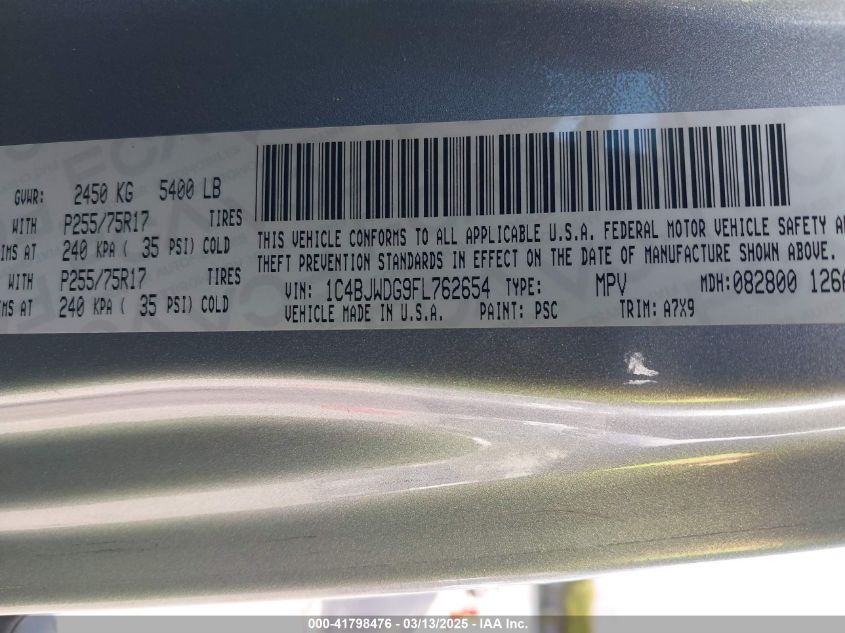 GVWR: 2450 KG 5400 LB
WITH P255/75R17 TIRES
IMS AT 240 KPA ( 35 PSI) COLD
WITH P255/75R17 TIRES
IMS AT 240 KPA ( 35 PSI) COLD
THIS VEHICLE CONFORMS TO ALL APPLICABLE U.S.A. FEDERAL MOTOR VEHICLE SAFETY AN
THEFT PREVENTION STANDARDS IN EFFECT ON THE DATE OF MANUFACTURE SHOWN ABOVE.
VIN: 1C4BJWDG9FL762654 TYPE: MPV MDH: 082800 126
VEHICLE MADE IN U.S.A. PAINT: PSC TRIM: A7X9
000-41798476 — 03/13/2025 — IAA Inc.